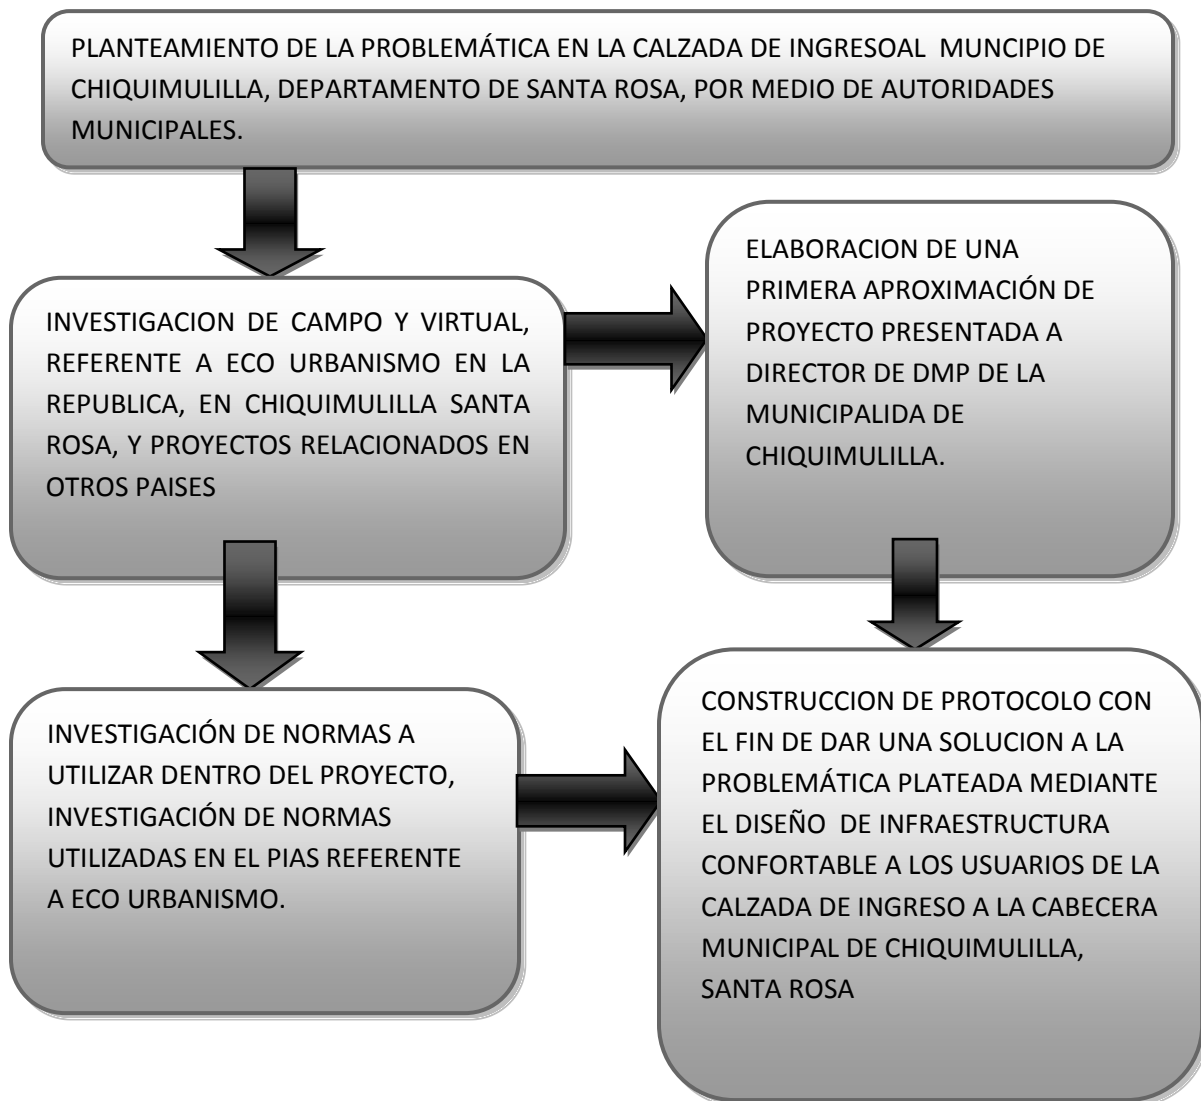 PLANTEAMIENTO DE LA PROBLEMÁTICA EN LA CALZADA DE INGRESOAL MUNCIPIO DE
CHIQUIMULILLA, DEPARTAMENTO DE SANTA ROSA, POR MEDIO DE AUTORIDADES
MUNICIPALES.
INVESTIGACION DE CAMPO Y VIRTUAL,
REFERENTE A ECO URBANISMO EN LA
REPUBLICA, EN CHIQUIMULILLA SANTA
ROSA, Y PROYECTOS RELACIONADOS EN
OTROS PAISES
ELABORACION DE UNA
PRIMERA APROXIMACIÓN DE
PROYECTO PRESENTADA A
DIRECTOR DE DMP DE LA
MUNICIPALIDA DE
CHIQUIMULILLA.
INVESTIGACIÓN DE NORMAS A
UTILIZAR DENTRO DEL PROYECTO,
INVESTIGACIÓN DE NORMAS
UTILIZADAS EN EL PIAS REFERENTE
A ECO URBANISMO.
CONSTRUCCION DE PROTOCOLO CON
EL FIN DE DAR UNA SOLUCION A LA
PROBLEMÁTICA PLATEADA MEDIANTE
EL DISEÑO DE INFRAESTRUCTURA
CONFORTABLE A LOS USUARIOS DE LA
CALZADA DE INGRESO A LA CABECERA
MUNICIPAL DE CHIQUIMULILLA,
SANTA ROSA